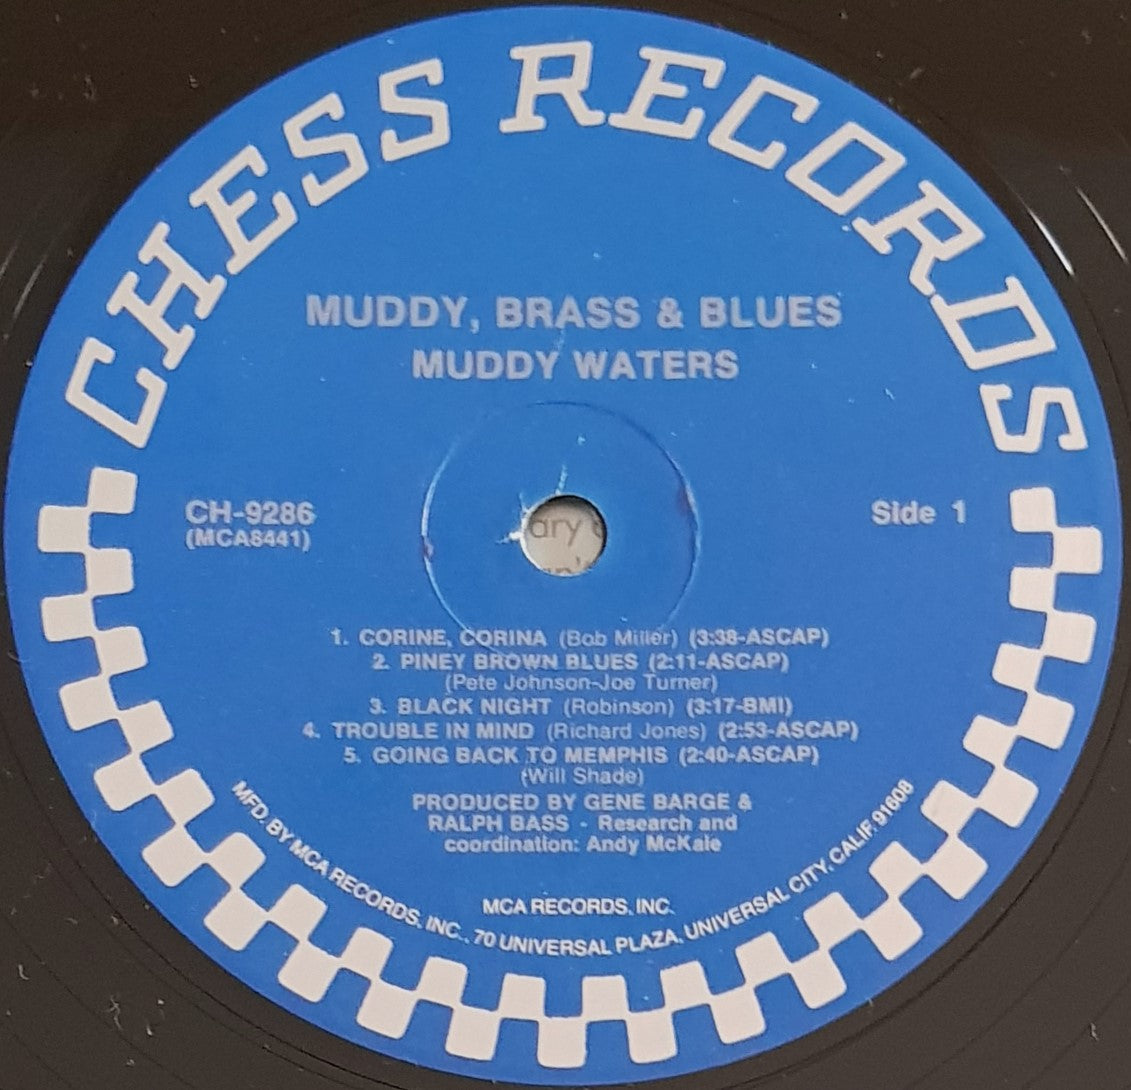 CHESS RECORDS
MUDDY, BRASS & BLUES
MUDDY WATERS
CH-9286
(MCA8441)
Side 1
ary
1. CORINE, CORINA (Bob Miller) (3:38-ASCAP)
2. PINEY BROWN BLUES (2:11-ASCAP)
(Pete Johnson-Joe Turner)
3. BLACK NIGHT (Robinson) (3:17-BMI)
4. TROUBLE IN MIND (Richard Jones) (2:53-ASCAP)
5. GOING BACK TO MEMPHIS (2:40-ASCAP)
(Will Shade)
PRODUCED BY GENE BARGE &
RALPH BASS - Research and
coordination: Andy McKaie
MCA RECORDS, INC.
MFD. BY MCA RECORDS, INC., 70 UNIVERSAL PLAZA, UNIVERSAL CITY, CALIF. 91608